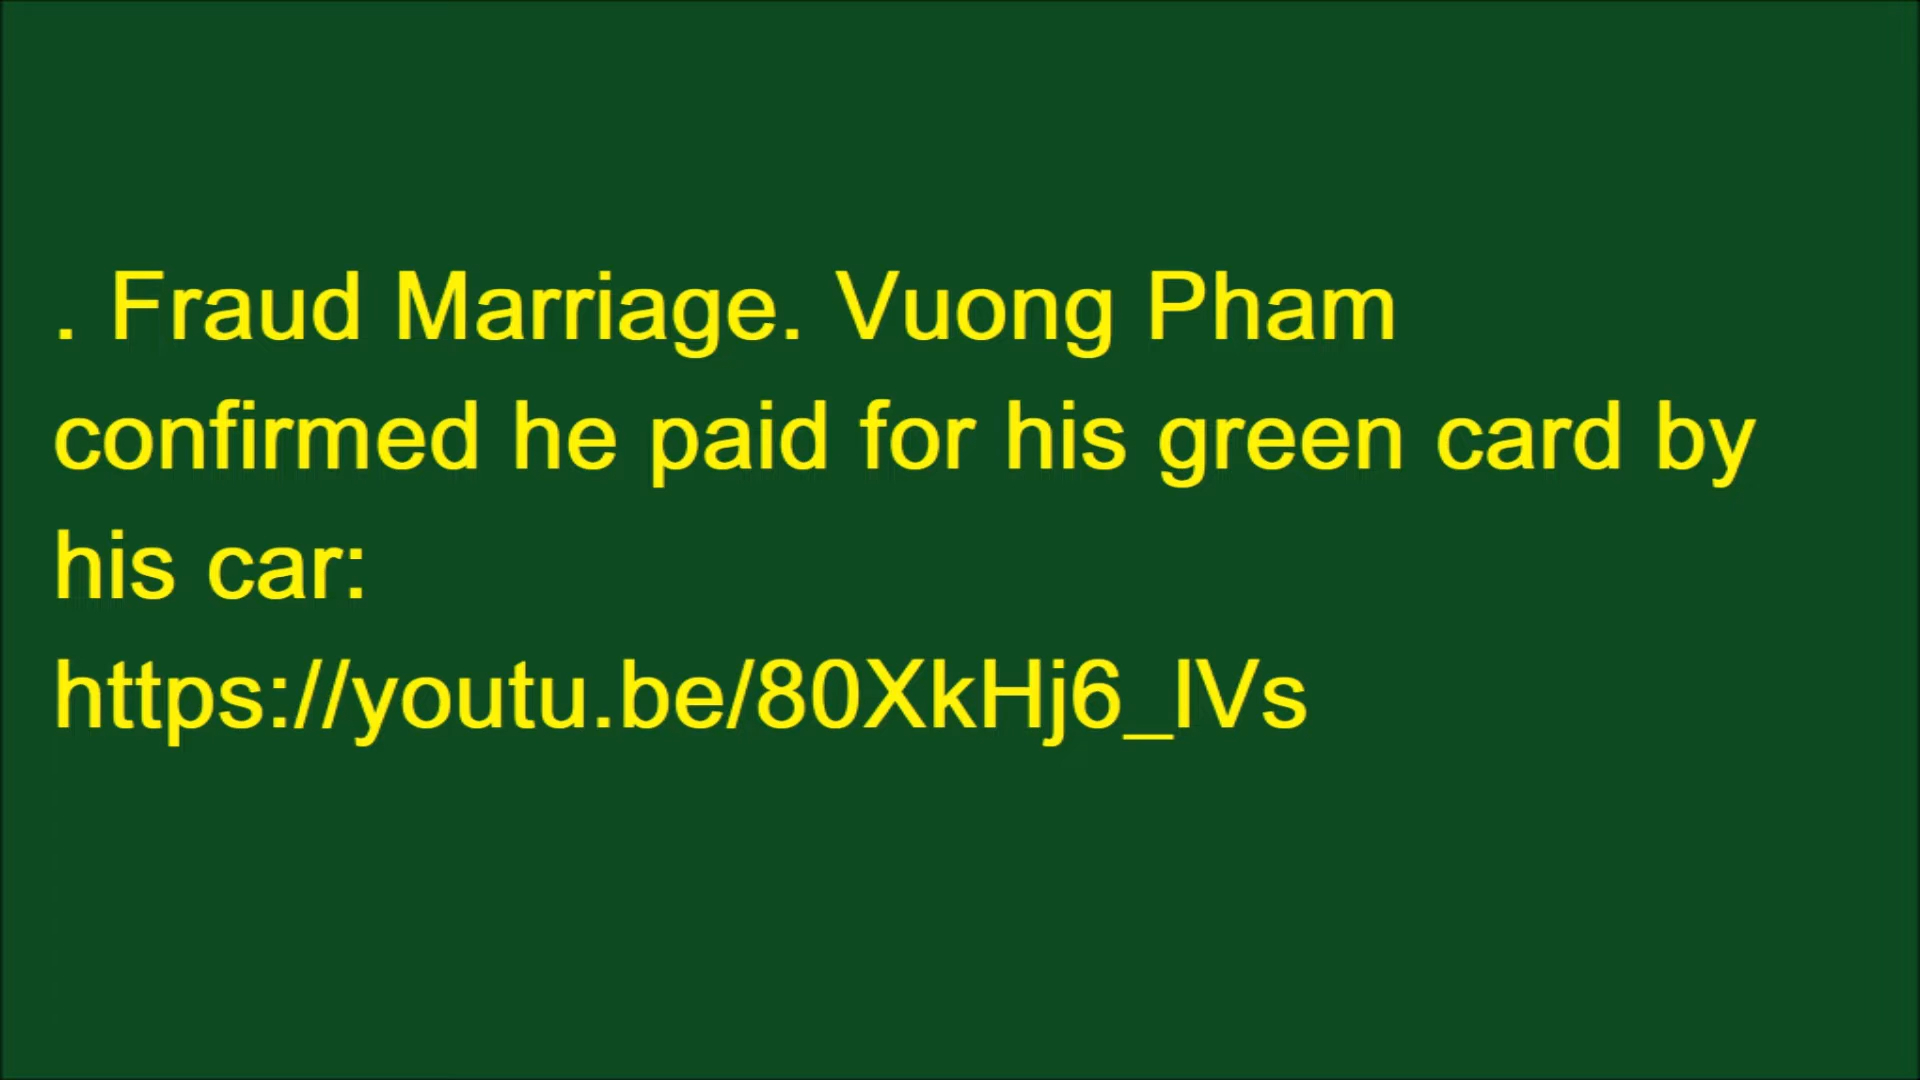 . Fraud Marriage. Vuong Pham
confirmed he paid for his green card by
his car:
https://youtu.be/80XkHj6_lVs